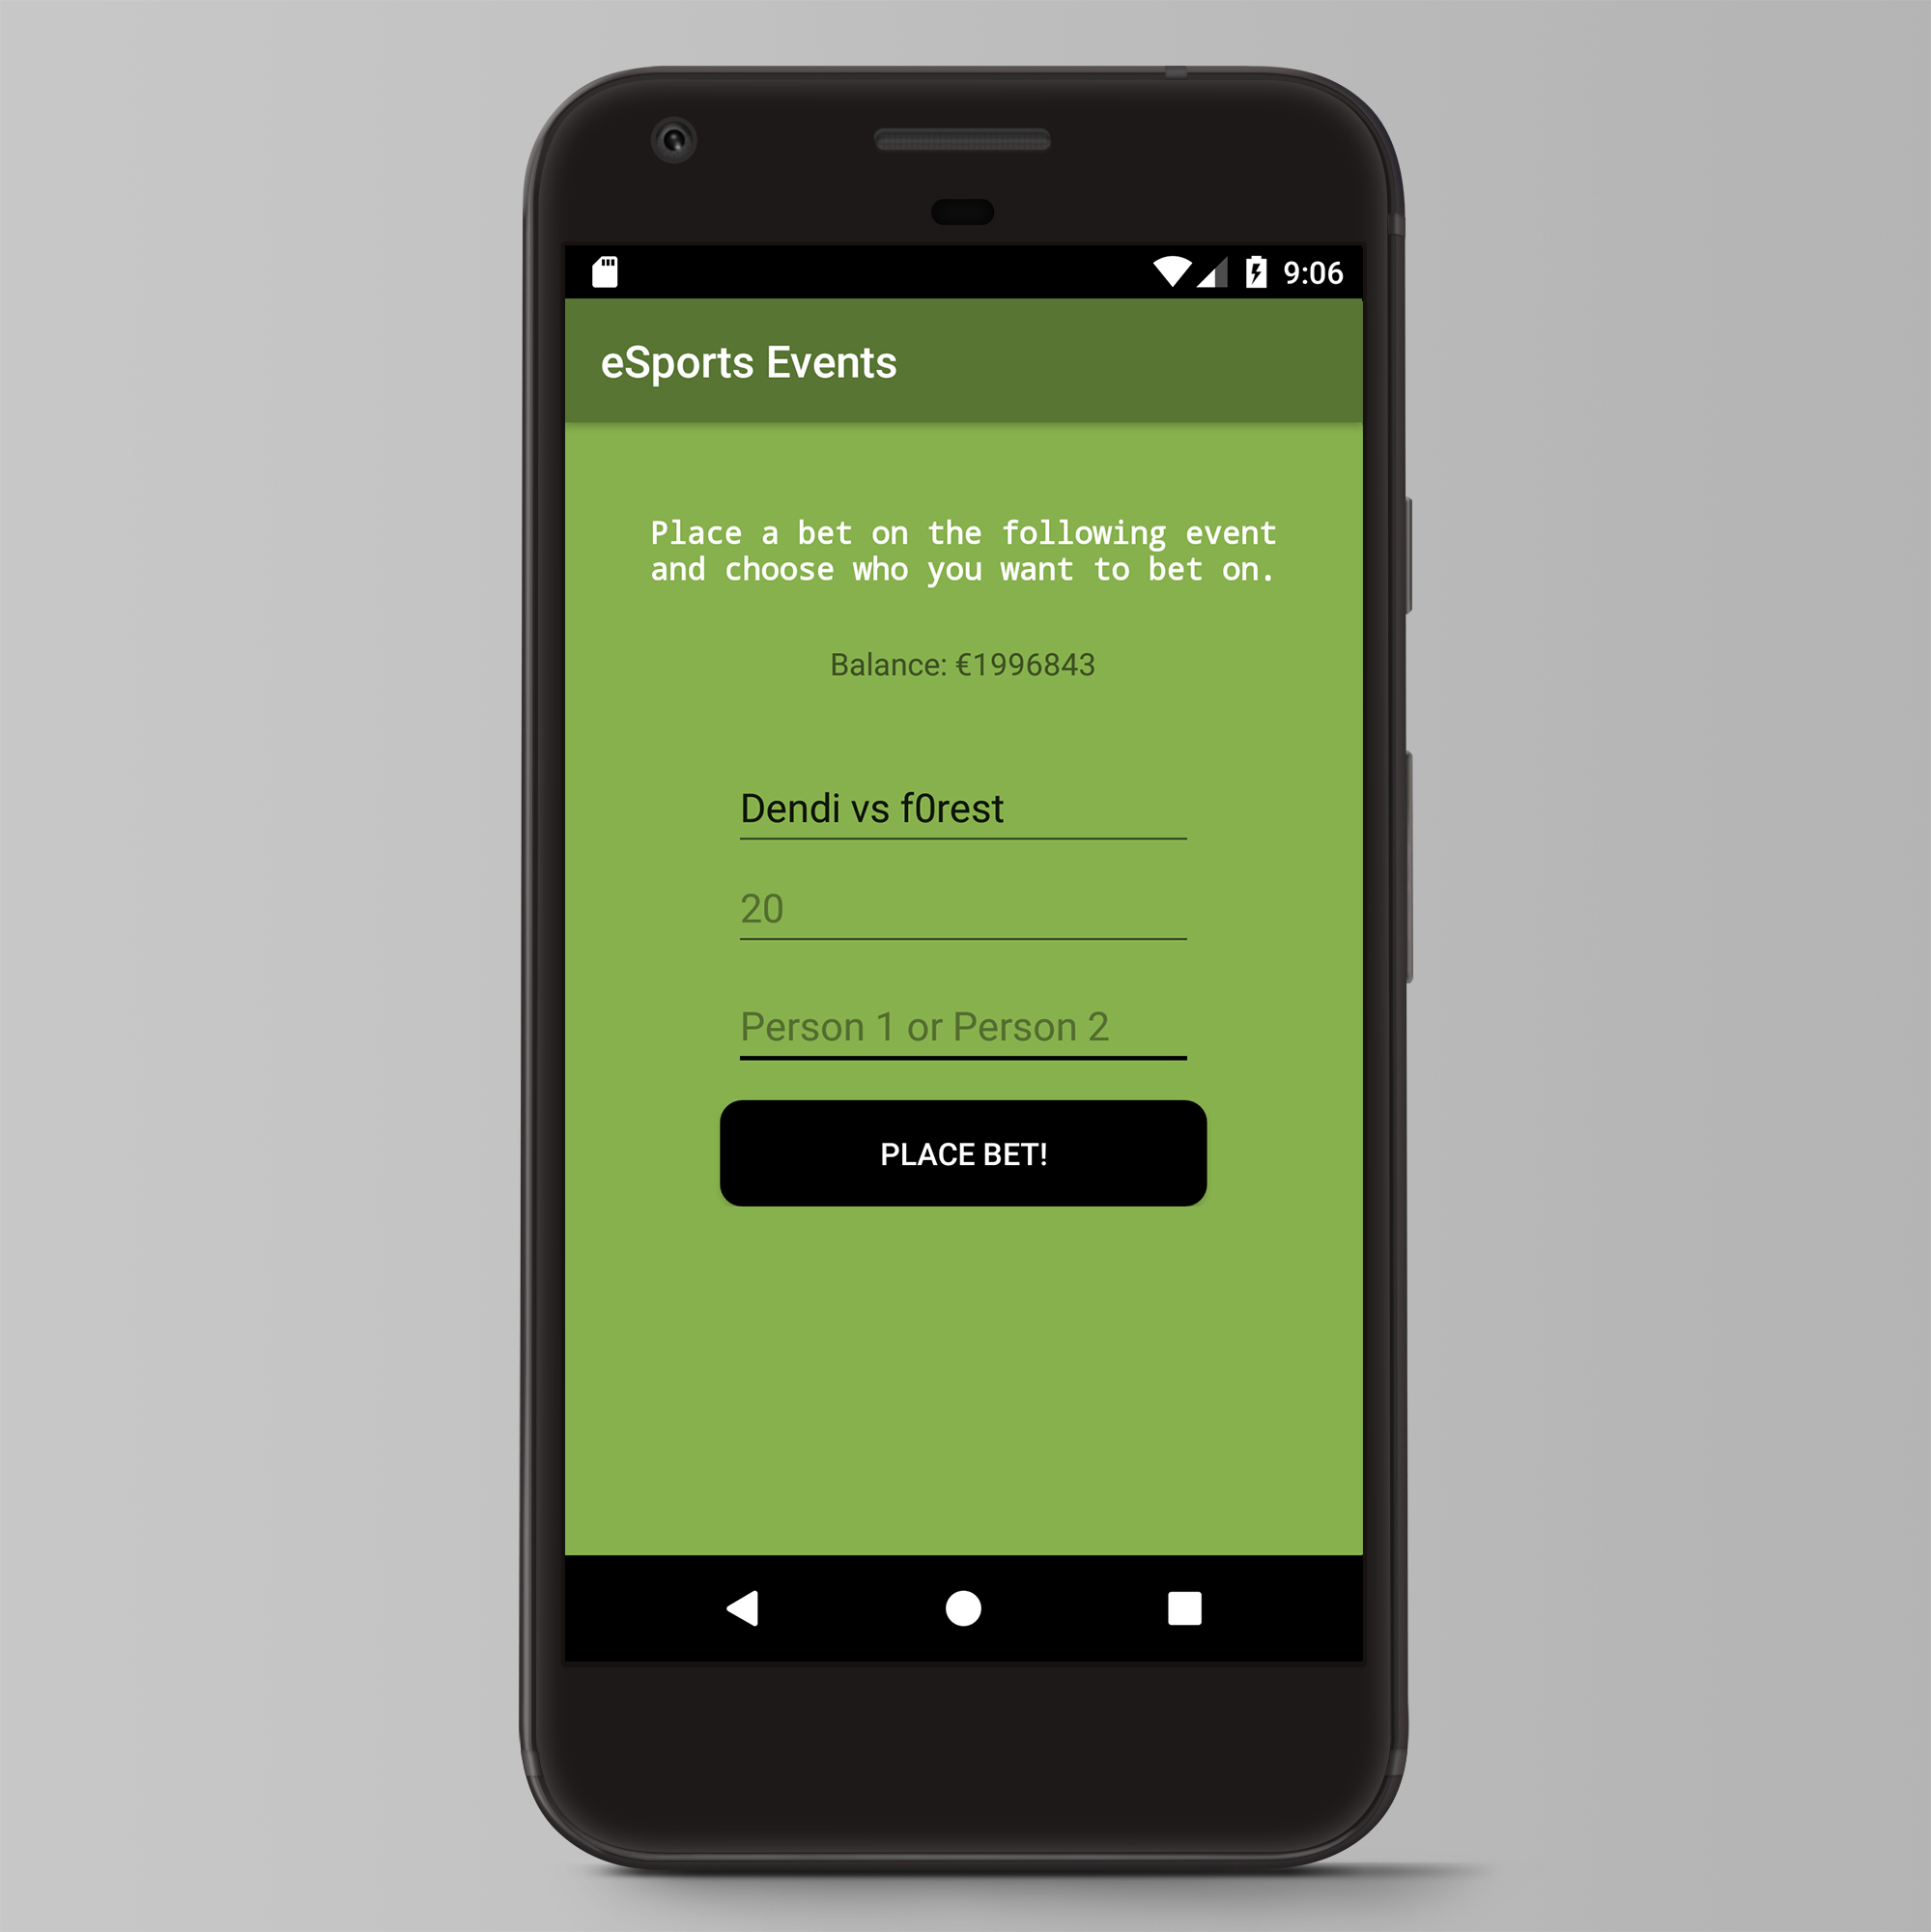 9:06
eSports Events
Place a bet on the following event
and choose who you want to bet on.
Balance: €1996843
Dendi vs f0rest
20
Person 1 or Person 2
PLACE BET!